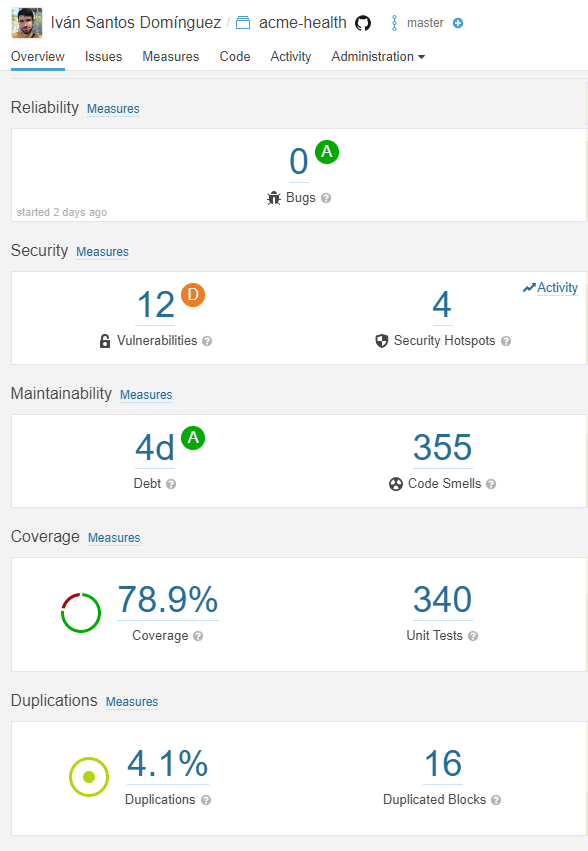 Iván Santos Domínguez / acme-health master
Overview Issues Measures Code Activity Administration
Reliability Measures
0 A
Bugs ?
started 2 days ago
Security Measures
Activity
12 D 4
Vulnerabilities ? Security Hotspots ?
Maintainability Measures
4d A 355
Debt ? Code Smells ?
Coverage Measures
78.9% 340
Coverage ? Unit Tests ?
Duplications Measures
4.1% 16
Duplications ? Duplicated Blocks ?